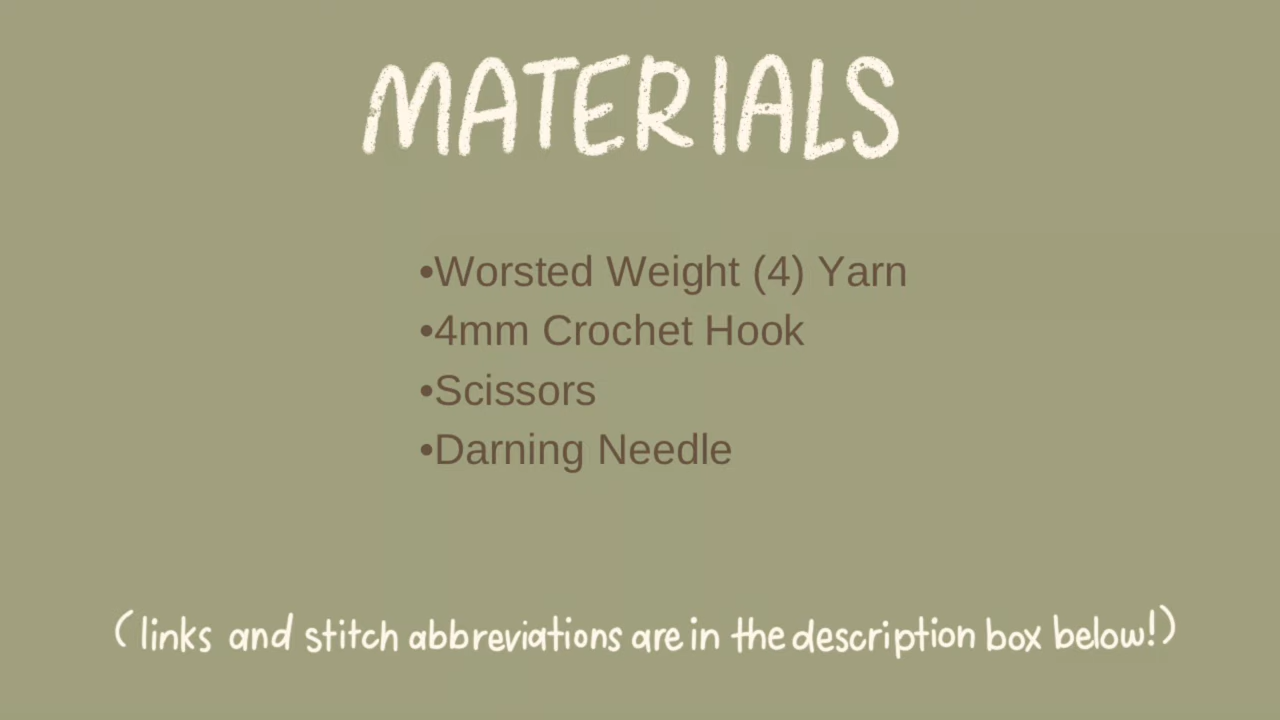 MATERIALS
•Worsted Weight (4) Yarn
•4mm Crochet Hook
•Scissors
•Darning Needle
(links and stitch abbreviations are in the description box below!)